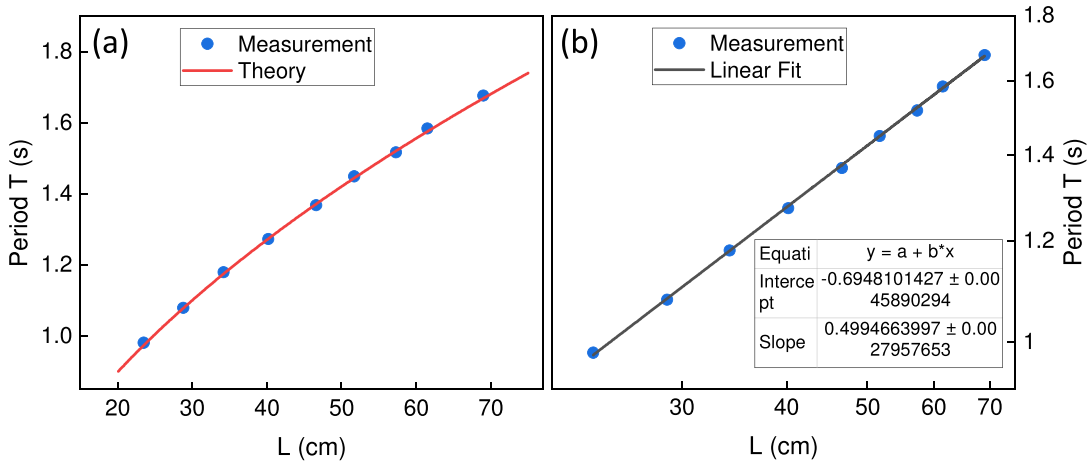 (a)
Measurement
Theory
1.8
1.6
1.4
1.2
1.0
Period T (s)
20 30 40 50 60 70
L (cm)
(b)
Measurement
Linear Fit
1.8
1.6
1.4
1.2
1
Period T (s)
Equati y = a + b*x
Interce -0.6948101427 ± 0.00
pt 45890294
Slope 0.4994663997 ± 0.00
27957653
30 40 50 60 70
L (cm)